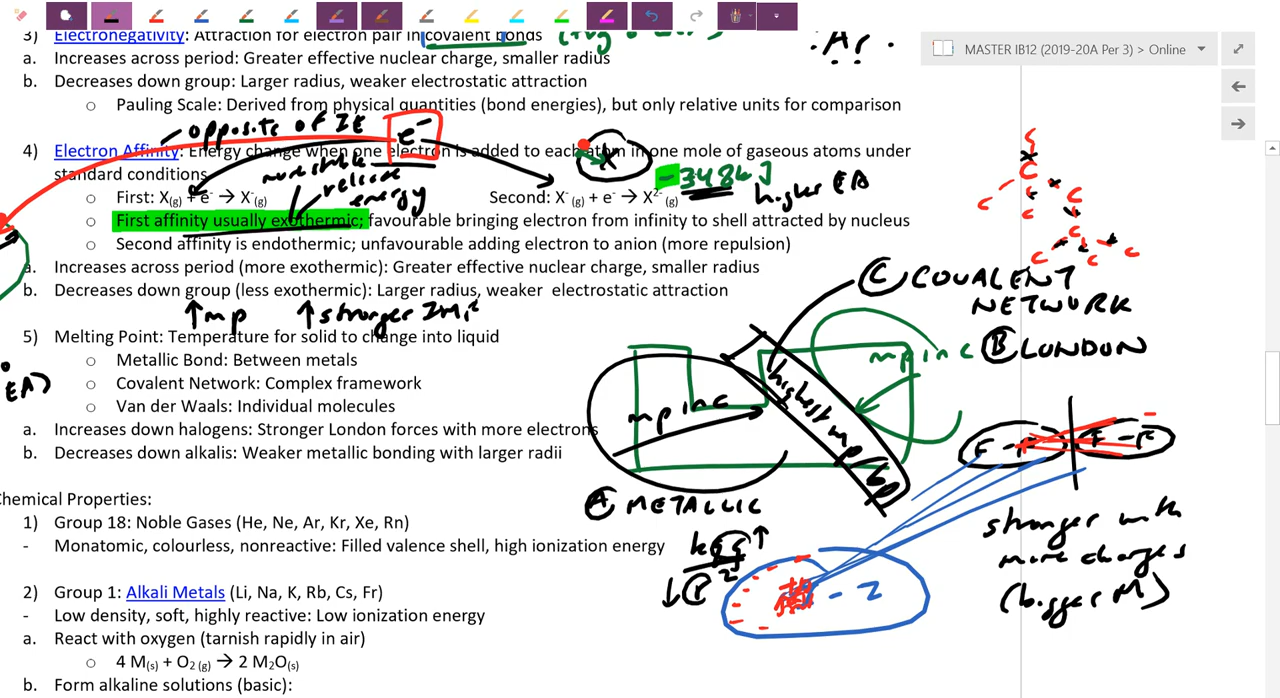 3) Electronegativity: Attraction for electron pair in covalent bonds
:Ar.
MASTER IB12 (2019-20A Per 3) > Online
a. Increases across period: Greater effective nuclear charge, smaller radius
b. Decreases down group: Larger radius, weaker electrostatic attraction
o Pauling Scale: Derived from physical quantities (bond energies), but only relative units for comparison
opposite of IE
e-
4) Electron Affinity: Energy change when one electron is added to each atom in one mole of gaseous atoms under
standard conditions
X
-348kJ
more stable
release
energy
higher EA
o First: X(g) + e- → X-(g) Second: X-(g) + e- → X2-(g)
o First affinity usually exothermic; favourable bringing electron from infinity to shell attracted by nucleus
o Second affinity is endothermic; unfavourable adding electron to anion (more repulsion)
a. Increases across period (more exothermic): Greater effective nuclear charge, smaller radius
b. Decreases down group (less exothermic): Larger radius, weaker electrostatic attraction
C C C C C C C C
↑mp ↑stronger IMF
5) Melting Point: Temperature for solid to change into liquid
o Metallic Bond: Between metals
o Covalent Network: Complex framework
o Van der Waals: Individual molecules
a. Increases down halogens: Stronger London forces with more electrons
b. Decreases down alkalis: Weaker metallic bonding with larger radii
EA)
C COVALENT
NETWORK
B LONDON
mp inc
mp inc
highest mp/bp
A METALLIC
F - F F - F
stronger with
more charges
(bigger M)
- Z
Chemical Properties:
1) Group 18: Noble Gases (He, Ne, Ar, Kr, Xe, Rn)
- Monatomic, colourless, nonreactive: Filled valence shell, high ionization energy
2) Group 1: Alkali Metals (Li, Na, K, Rb, Cs, Fr)
- Low density, soft, highly reactive: Low ionization energy
a. React with oxygen (tarnish rapidly in air)
o 4 M(s) + O2 (g) → 2 M2O(s)
b. Form alkaline solutions (basic):